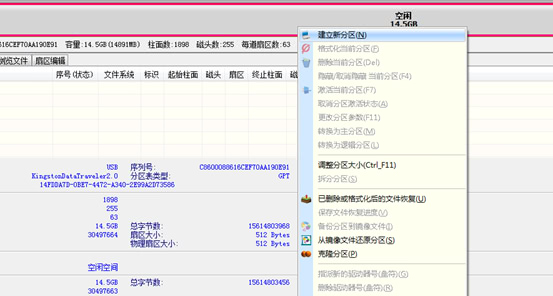 空闲
14.5GB
616CEF70AA190E91 容量:14.5GB(14891MB) 柱面数:1898 磁头数:255 每道扇区数:63
浏览文件 扇区编辑
序号(状态) 文件系统 标识 起始柱面 磁头 扇区 终止柱面
USB 序列号: C8600088616CEF70AA190E91
KingstonDataTraveler2.0 分区表类型: GPT
14FDDA7D-0BE7-4472-A340-2E99A2D73586
1898
255
63
14.5GB 总字节数: 15614803968
30497664 扇区大小: 512 Bytes
物理扇区大小: 512 Bytes
空闲空间
14.5GB 总字节数: 15614803456
30497663
建立新分区(N)
格式化当前分区(F)
删除当前分区(Del)
隐藏/取消隐藏 当前分区(F4)
激活当前分区(F7)
取消分区激活状态(A)
更改分区参数(F11)
转换为主分区(M)
转换为逻辑分区(L)
调整分区大小(Ctrl_F11)
拆分分区(S)
已删除或格式化后的文件恢复(U)
保存文件恢复进度(V)
备份分区到镜像文件(I)
从镜像文件还原分区(S)
克隆分区(P)
指派新的驱动器号(盘符)(G)
删除驱动器号(盘符)(R)